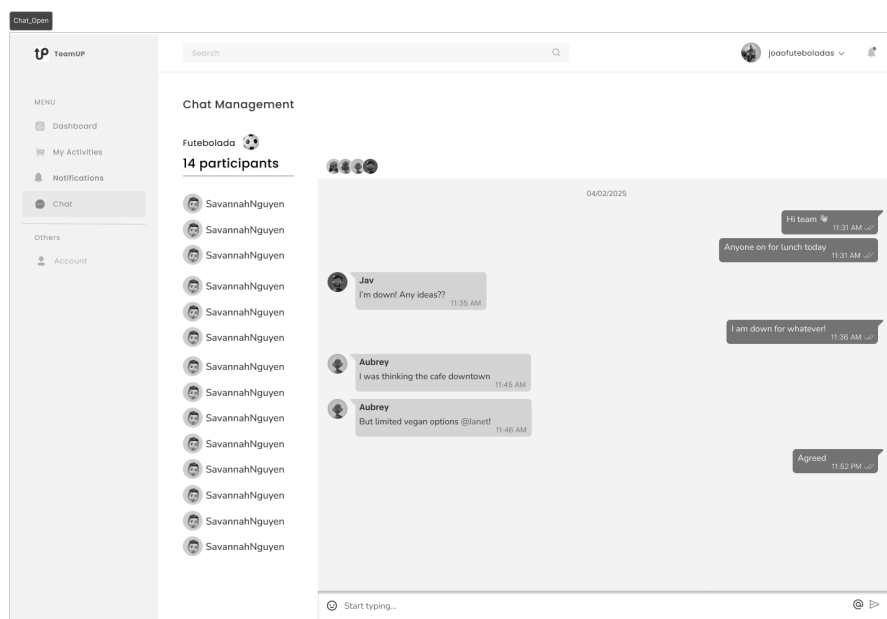 Chat_Open
TeamUP
Search
joaofuteboladas
MENU
Dashboard
My Activities
Notifications
Chat
Others
Account
Chat Management
Futebolada
14 participants
SavannahNguyen
SavannahNguyen
SavannahNguyen
SavannahNguyen
SavannahNguyen
SavannahNguyen
SavannahNguyen
SavannahNguyen
SavannahNguyen
SavannahNguyen
SavannahNguyen
SavannahNguyen
SavannahNguyen
SavannahNguyen
04/02/2025
Hi team 👋
11:31 AM
Anyone on for lunch today
11:31 AM
Jav
I'm down! Any ideas??
11:35 AM
I am down for whatever!
11:36 AM
Aubrey
I was thinking the cafe downtown
11:45 AM
Aubrey
But limited vegan options @Janet!
11:46 AM
Agreed
11:52 PM
Start typing...
@